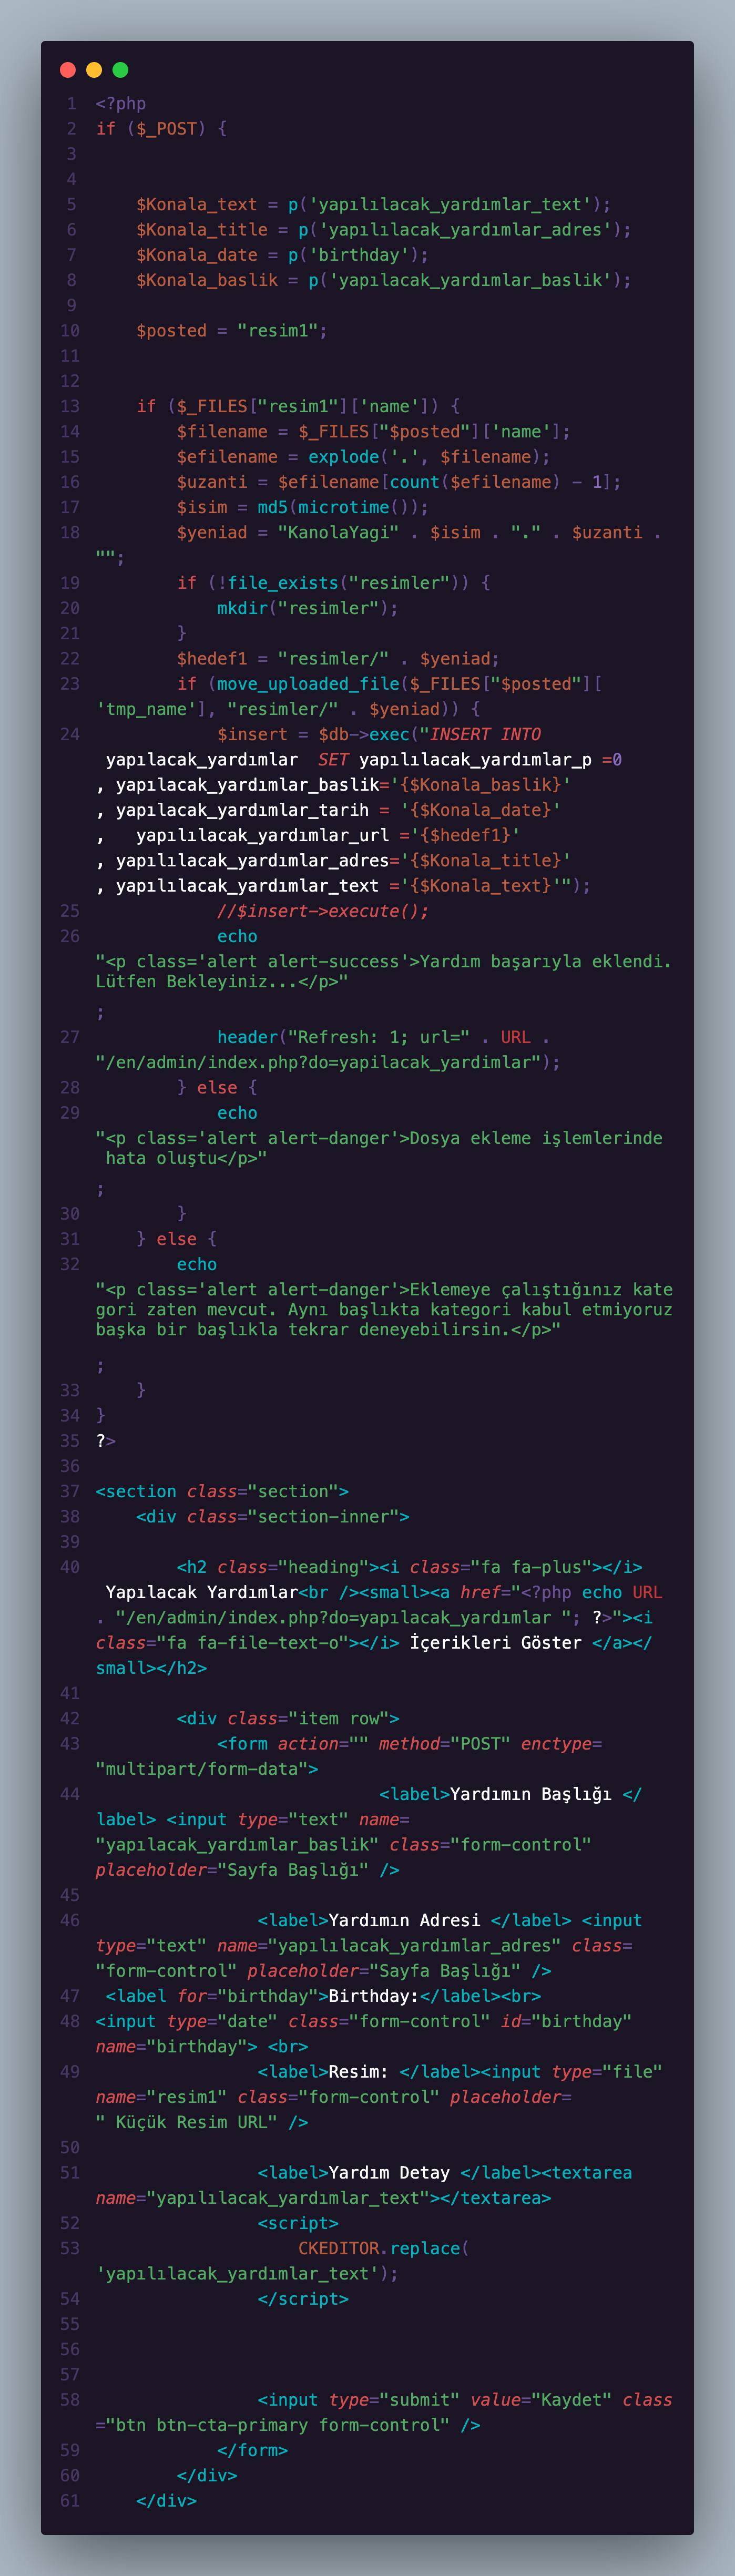 1 <?php
2 if ($_POST) {
3
4
5 $Konala_text = p('yapılılacak_yardımlar_text');
6 $Konala_title = p('yapılılacak_yardımlar_adres');
7 $Konala_date = p('birthday');
8 $Konala_baslik = p('yapılacak_yardımlar_baslik');
9
10 $posted = "resim1";
11
12
13 if ($_FILES["resim1"]['name']) {
14 $filename = $_FILES["$posted"]['name'];
15 $efilename = explode('.', $filename);
16 $uzanti = $efilename[count($efilename) - 1];
17 $isim = md5(microtime());
18 $yeniad = "KanolaYagi" . $isim . "." . $uzanti .
"";
19 if (!file_exists("resimler")) {
20 mkdir("resimler");
21 }
22 $hedef1 = "resimler/" . $yeniad;
23 if (move_uploaded_file($_FILES["$posted"][
'tmp_name'], "resimler/" . $yeniad)) {
24 $insert = $db->exec("INSERT INTO
yapılacak_yardımlar  SET yapılılacak_yardımlar_p =0
, yapılacak_yardımlar_baslik='{$Konala_baslik}'
, yapılacak_yardımlar_tarih = '{$Konala_date}'
,   yapılılacak_yardımlar_url ='{$hedef1}'
, yapılılacak_yardımlar_adres='{$Konala_title}'
, yapılılacak_yardımlar_text ='{$Konala_text}'");
25 //$insert->execute();
26 echo
"<p class='alert alert-success'>Yardım başarıyla eklendi.
Lütfen Bekleyiniz...</p>"
;
27 header("Refresh: 1; url=" . URL .
"/en/admin/index.php?do=yapilacak_yardimlar");
28 } else {
29 echo
"<p class='alert alert-danger'>Dosya ekleme işlemlerinde
hata oluştu</p>"
;
30 }
31 } else {
32 echo
"<p class='alert alert-danger'>Eklemeye çalıştığınız kate
gori zaten mevcut. Aynı başlıkta kategori kabul etmiyoruz
başka bir başlıkla tekrar deneyebilirsin.</p>"
;
33 }
34 }
35 ?>
36
37 <section class="section">
38 <div class="section-inner">
39
40 <h2 class="heading"><i class="fa fa-plus"></i>
Yapılacak Yardımlar<br /><small><a href="<?php echo URL
. "/en/admin/index.php?do=yapılacak_yardımlar "; ?>"><i
class="fa fa-file-text-o"></i> İçerikleri Göster </a></
small></h2>
41
42 <div class="item row">
43 <form action="" method="POST" enctype=
"multipart/form-data">
44 <label>Yardımın Başlığı </
label> <input type="text" name=
"yapılacak_yardımlar_baslik" class="form-control"
placeholder="Sayfa Başlığı" />
45
46 <label>Yardımın Adresi </label> <input
type="text" name="yapılılacak_yardımlar_adres" class=
"form-control" placeholder="Sayfa Başlığı" />
47 <label for="birthday">Birthday:</label><br>
48 <input type="date" class="form-control" id="birthday"
name="birthday"> <br>
49 <label>Resim: </label><input type="file"
name="resim1" class="form-control" placeholder=
" Küçük Resim URL" />
50
51 <label>Yardım Detay </label><textarea
name="yapılılacak_yardımlar_text"></textarea>
52 <script>
53 CKEDITOR.replace(
'yapılılacak_yardımlar_text');
54 </script>
55
56
57
58 <input type="submit" value="Kaydet" class
="btn btn-cta-primary form-control" />
59 </form>
60 </div>
61 </div>